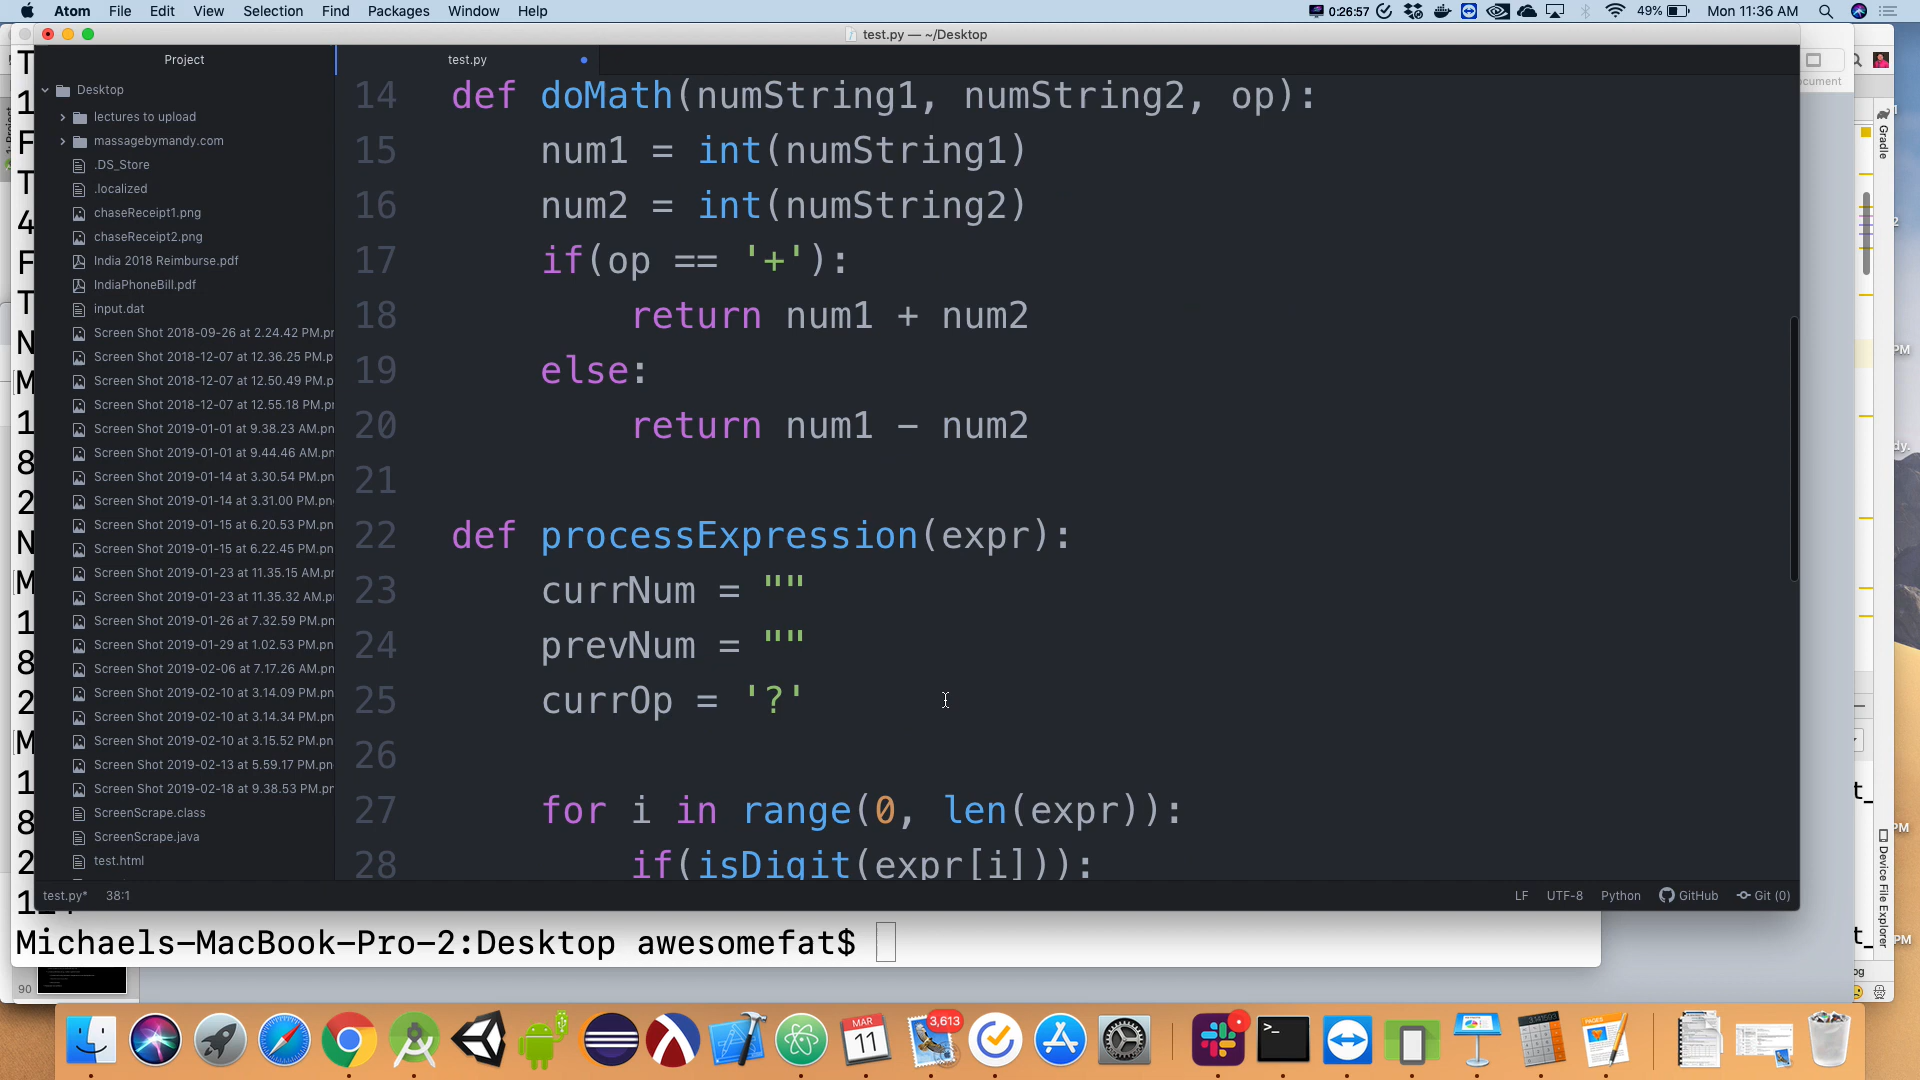 Atom File Edit View Selection Find Packages Window Help 0:26:57 49% Mon 11:36 AM
test.py — ~/Desktop
Project
test.py
Desktop
lectures to upload
massagebymandy.com
.DS_Store
.localized
chaseReceipt1.png
chaseReceipt2.png
India 2018 Reimburse.pdf
IndiaPhoneBill.pdf
input.dat
Screen Shot 2018-09-26 at 2.24.42 PM.pr
Screen Shot 2018-12-07 at 12.36.25 PM.p
Screen Shot 2018-12-07 at 12.50.49 PM.p
Screen Shot 2018-12-07 at 12.55.18 PM.pr
Screen Shot 2019-01-01 at 9.38.23 AM.pn
Screen Shot 2019-01-01 at 9.44.46 AM.pn
Screen Shot 2019-01-14 at 3.30.54 PM.pn
Screen Shot 2019-01-14 at 3.31.00 PM.pn
Screen Shot 2019-01-15 at 6.20.53 PM.pn
Screen Shot 2019-01-15 at 6.22.45 PM.pn
Screen Shot 2019-01-23 at 11.35.15 AM.pr
Screen Shot 2019-01-23 at 11.35.32 AM.p
Screen Shot 2019-01-26 at 7.32.59 PM.pn
Screen Shot 2019-01-29 at 1.02.53 PM.pn
Screen Shot 2019-02-06 at 7.17.26 AM.pn
Screen Shot 2019-02-10 at 3.14.09 PM.pn
Screen Shot 2019-02-10 at 3.14.34 PM.pn
Screen Shot 2019-02-10 at 3.15.52 PM.pn
Screen Shot 2019-02-13 at 5.59.17 PM.pn
Screen Shot 2019-02-18 at 9.38.53 PM.pr
ScreenScrape.class
ScreenScrape.java
test.html
14 def doMath(numString1, numString2, op):
15 num1 = int(numString1)
16 num2 = int(numString2)
17 if(op == '+'):
18 return num1 + num2
19 else:
20 return num1 - num2
21
22 def processExpression(expr):
23 currNum = ""
24 prevNum = ""
25 currOp = '?'
26
27 for i in range(0, len(expr)):
28 if(isDigit(expr[i])):
test.py* 38:1 LF UTF-8 Python GitHub Git (0)
Michaels-MacBook-Pro-2:Desktop awesomefat$
90
Gradle
Device File Explorer
MAR
11
3,613